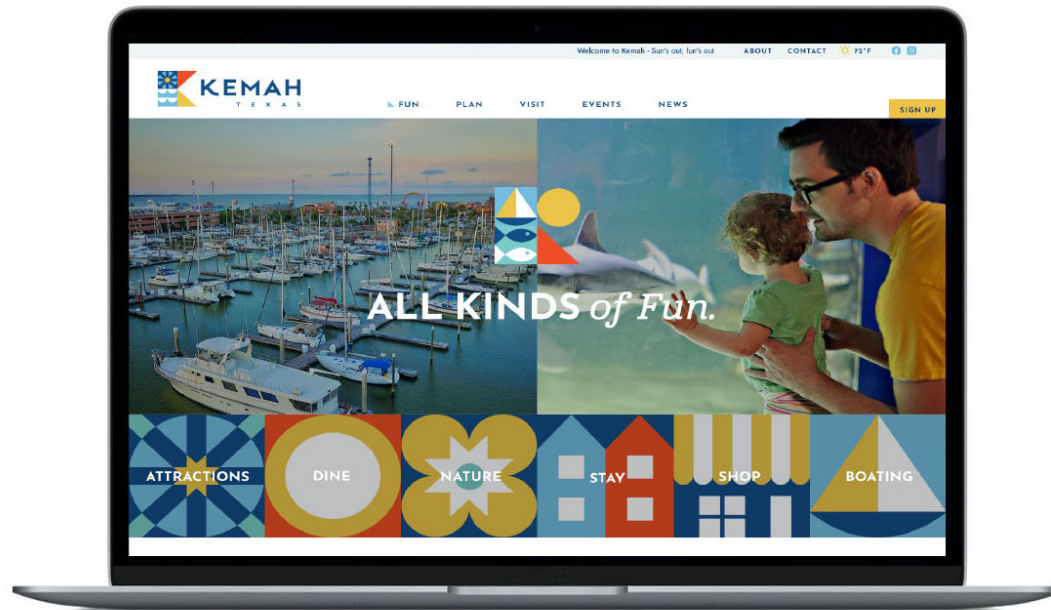 Welcome to Kemah - Sun's out, fun's out ABOUT CONTACT 72°F
KEMAH
TEXAS
FUN PLAN VISIT EVENTS NEWS
SIGN UP
ALL KINDS of Fun.
ATTRACTIONS DINE NATURE STAY SHOP BOATING